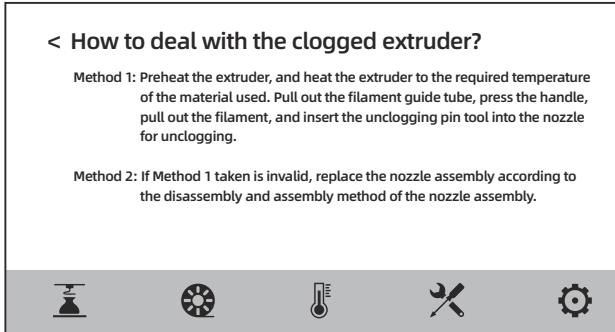 < How to deal with the clogged extruder?
Method 1: Preheat the extruder, and heat the extruder to the required temperature
of the material used. Pull out the filament guide tube, press the handle,
pull out the filament, and insert the unclogging pin tool into the nozzle
for unclogging.
Method 2: If Method 1 taken is invalid, replace the nozzle assembly according to
the disassembly and assembly method of the nozzle assembly.